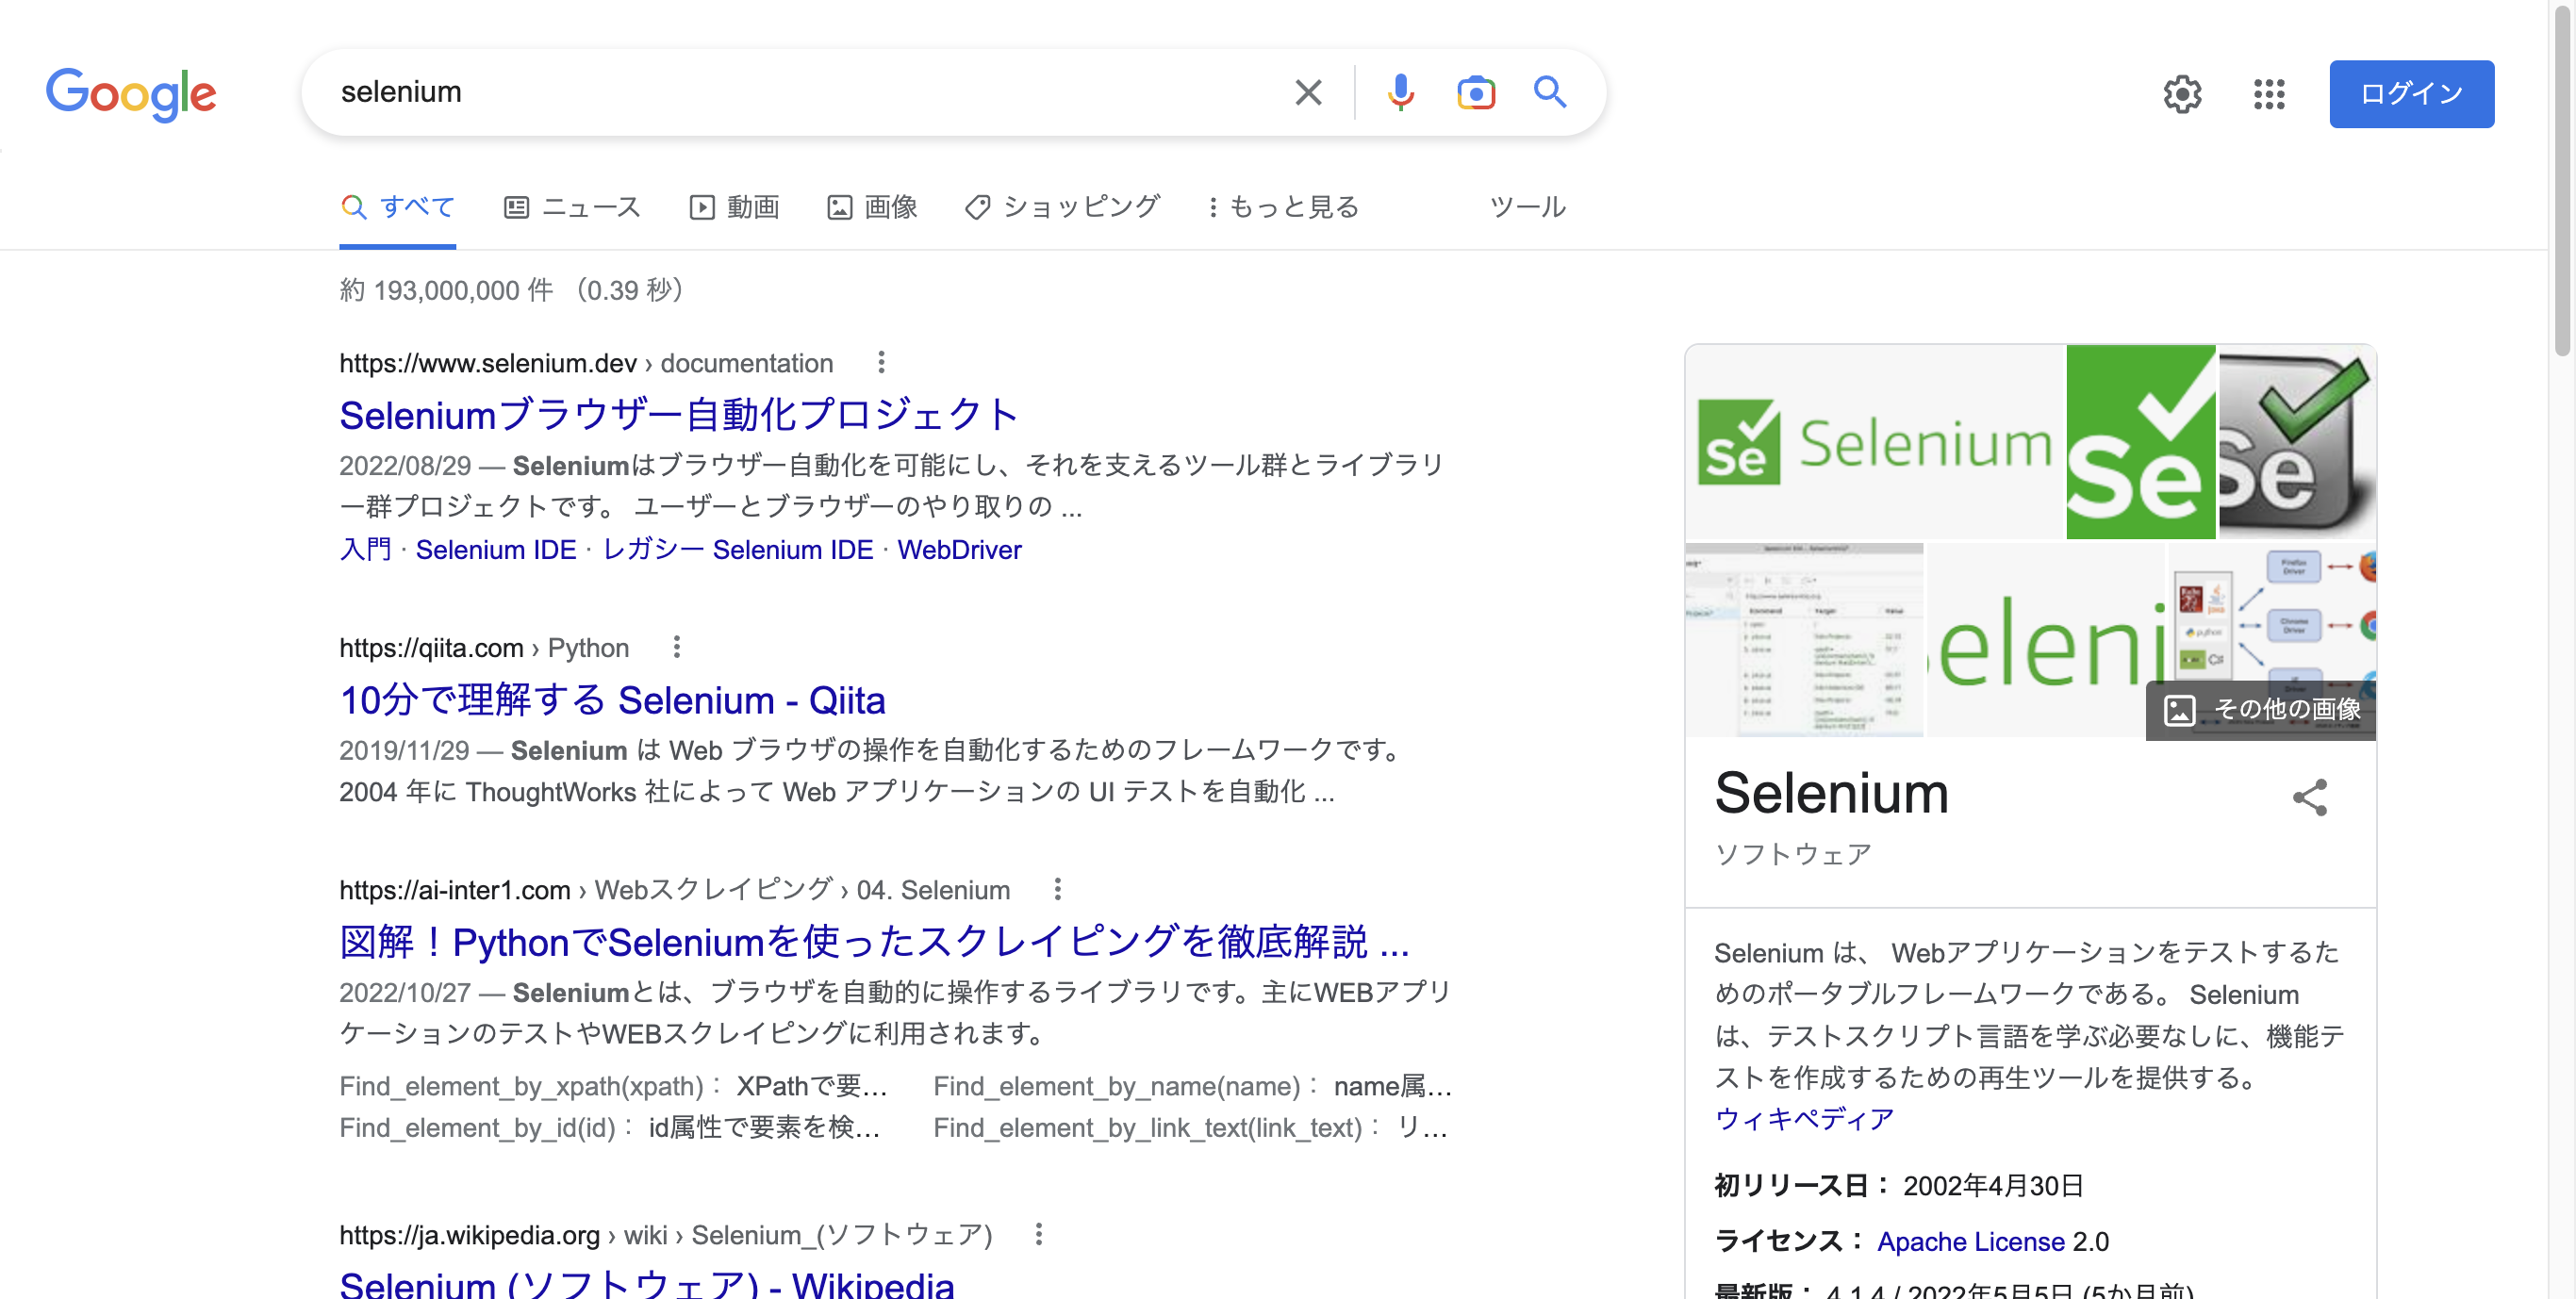 Google
selenium
ログイン
すべて
ニュース
動画
画像
ショッピング
もっと見る
ツール
約 193,000,000 件 （0.39 秒）
https://www.selenium.dev › documentation
Seleniumブラウザー自動化プロジェクト
2022/08/29 — Seleniumはブラウザー自動化を可能にし、それを支えるツール群とライブラリ
ー群プロジェクトです。 ユーザーとブラウザーのやり取りの ...
入門 · Selenium IDE · レガシー Selenium IDE · WebDriver
https://qiita.com › Python
10分で理解する Selenium - Qiita
2019/11/29 — Selenium は Web ブラウザの操作を自動化するためのフレームワークです。
2004 年に ThoughtWorks 社によって Web アプリケーションの UI テストを自動化 ...
https://ai-inter1.com › Webスクレイピング › 04. Selenium
図解！PythonでSeleniumを使ったスクレイピングを徹底解説 ...
2022/10/27 — Seleniumとは、ブラウザを自動的に操作するライブラリです。主にWEBアプリ
ケーションのテストやWEBスクレイピングに利用されます。
Find_element_by_xpath(xpath)： XPathで要...
Find_element_by_name(name)： name属...
Find_element_by_id(id)： id属性で要素を検...
Find_element_by_link_text(link_text)： リ...
https://ja.wikipedia.org › wiki › Selenium_(ソフトウェア)
Selenium (ソフトウェア) - Wikipedia
Se Selenium
Se
Se
eleni
Firefox Driver
Chrome Driver
python
C#
その他の画像
Selenium
ソフトウェア
Selenium は、 Webアプリケーションをテストするた
めのポータブルフレームワークである。 Selenium
は、テストスクリプト言語を学ぶ必要なしに、機能テ
ストを作成するための再生ツールを提供する。
ウィキペディア
初リリース日： 2002年4月30日
ライセンス： Apache License 2.0
最新版： 4.1.4 / 2022年5月5日 (5か月前)